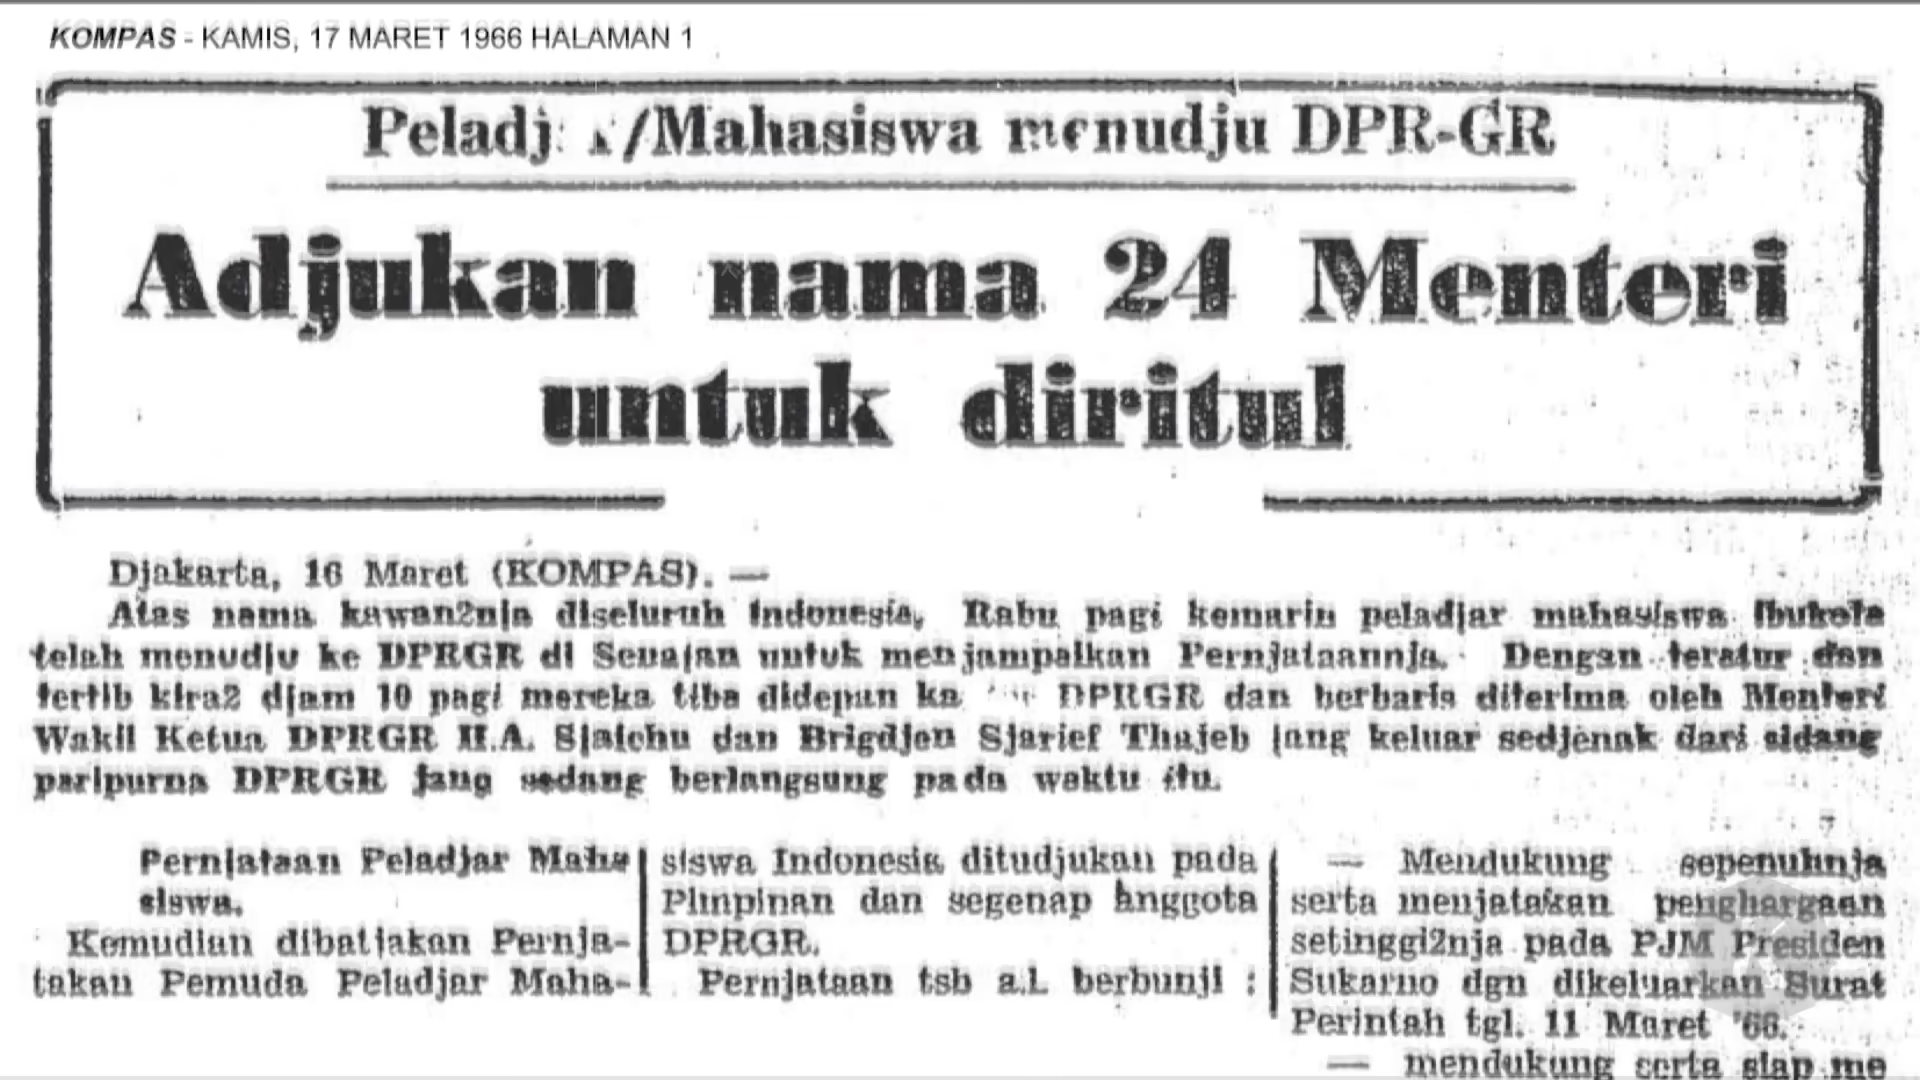 KOMPAS - KAMIS, 17 MARET 1966 HALAMAN 1
/Mahasiswa menudju DPR-GR
Adjukan nama 24 Menteri
untuk diritul
Djakarta, 16 Maret (KOMPAS). —
Atas nama kawan2nja diseluruh Indonesia, Rabu pagi kemarin peladjar mahasiswa Ibukota
telah menudju ke DPRGR di Senajan untuk menjampaikan Pernjataannja. Dengan teratur dan
tertib kira2 djam 10 pagi mereka tiba didepan DPRGR dan berbaris diterima oleh Menteri
Wakil Ketua DPRGR H.A. Sjaichu dan Brigdjen Sjarief Thajeb jang keluar sedjenak dari sidang
paripurna DPRGR jang sedang berlangsung pada waktu itu.
Pernjataan Peladjar Maha
siswa.
Kemudian dibatjakan Pernja-
takan Pemuda Peladjar Maha-
siswa Indonesia ditudjukan pada
Pimpinan dan segenap anggota
DPRGR.
Pernjataan tsb a.l. berbunji :
— Mendukung sepenuhnja
serta menjatakan penghargaan
setinggi2nja pada PJM Presiden
Sukarno dgn dikeluarkan Surat
Perintah tgl. 11 Maret '66.
— mendukung serta siap me